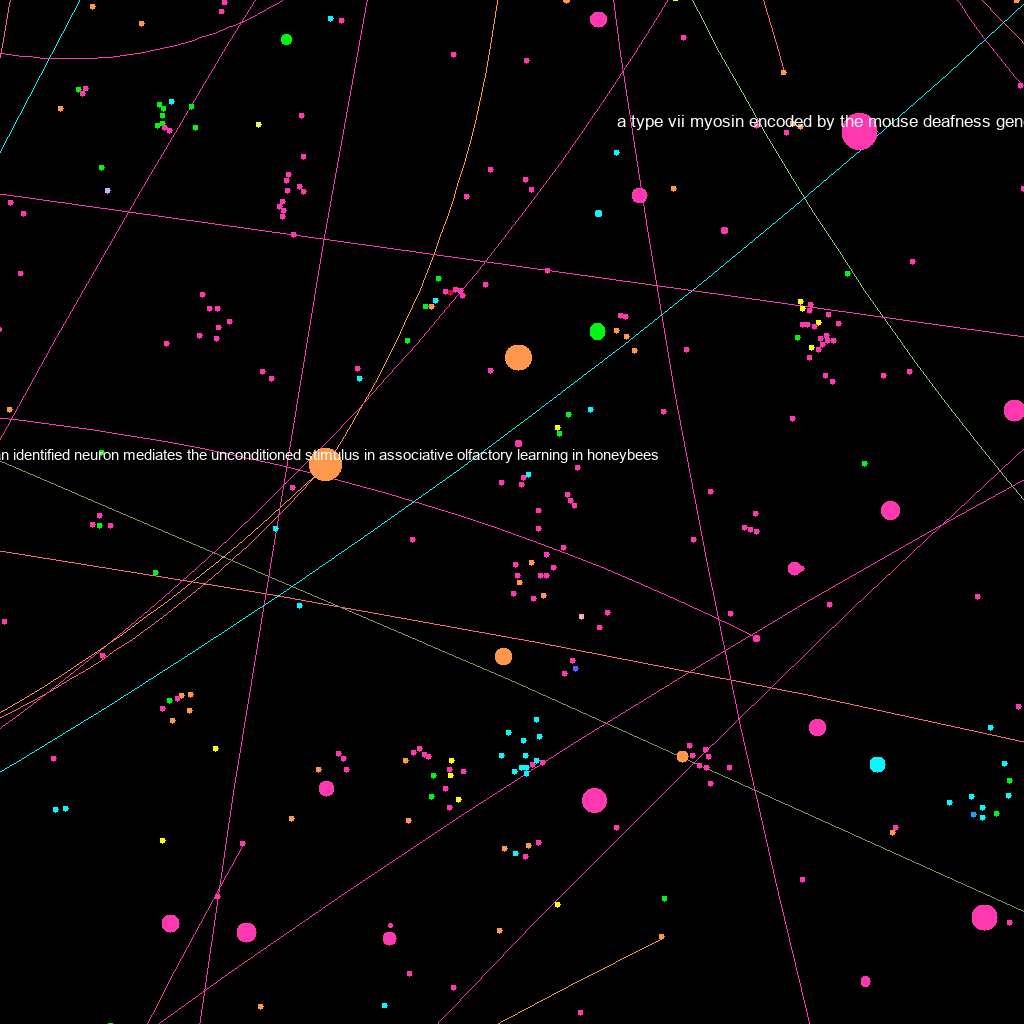 a type vii myosin encoded by the mouse deafness gen
n identified neuron mediates the unconditioned stimulus in associative olfactory learning in honeybees